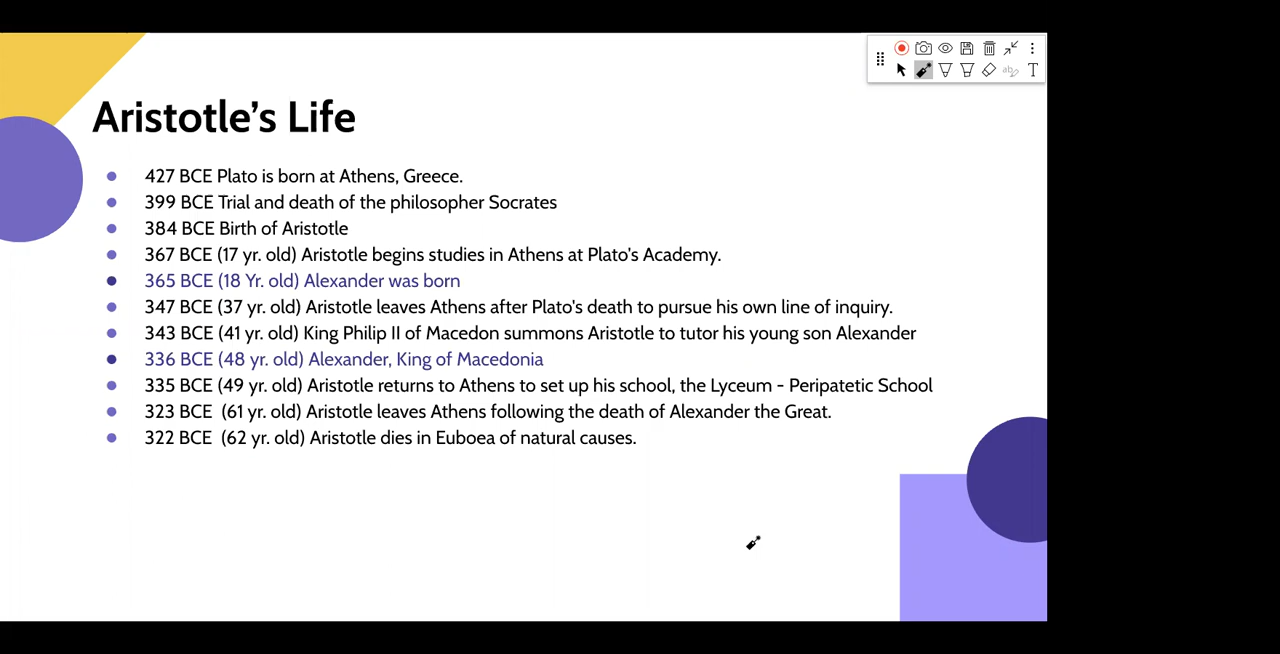 Aristotle's Life
427 BCE Plato is born at Athens, Greece.
399 BCE Trial and death of the philosopher Socrates
384 BCE Birth of Aristotle
367 BCE (17 yr. old) Aristotle begins studies in Athens at Plato's Academy.
365 BCE (18 Yr. old) Alexander was born
347 BCE (37 yr. old) Aristotle leaves Athens after Plato's death to pursue his own line of inquiry.
343 BCE (41 yr. old) King Philip II of Macedon summons Aristotle to tutor his young son Alexander
336 BCE (48 yr. old) Alexander, King of Macedonia
335 BCE (49 yr. old) Aristotle returns to Athens to set up his school, the Lyceum - Peripatetic School
323 BCE (61 yr. old) Aristotle leaves Athens following the death of Alexander the Great.
322 BCE (62 yr. old) Aristotle dies in Euboea of natural causes.